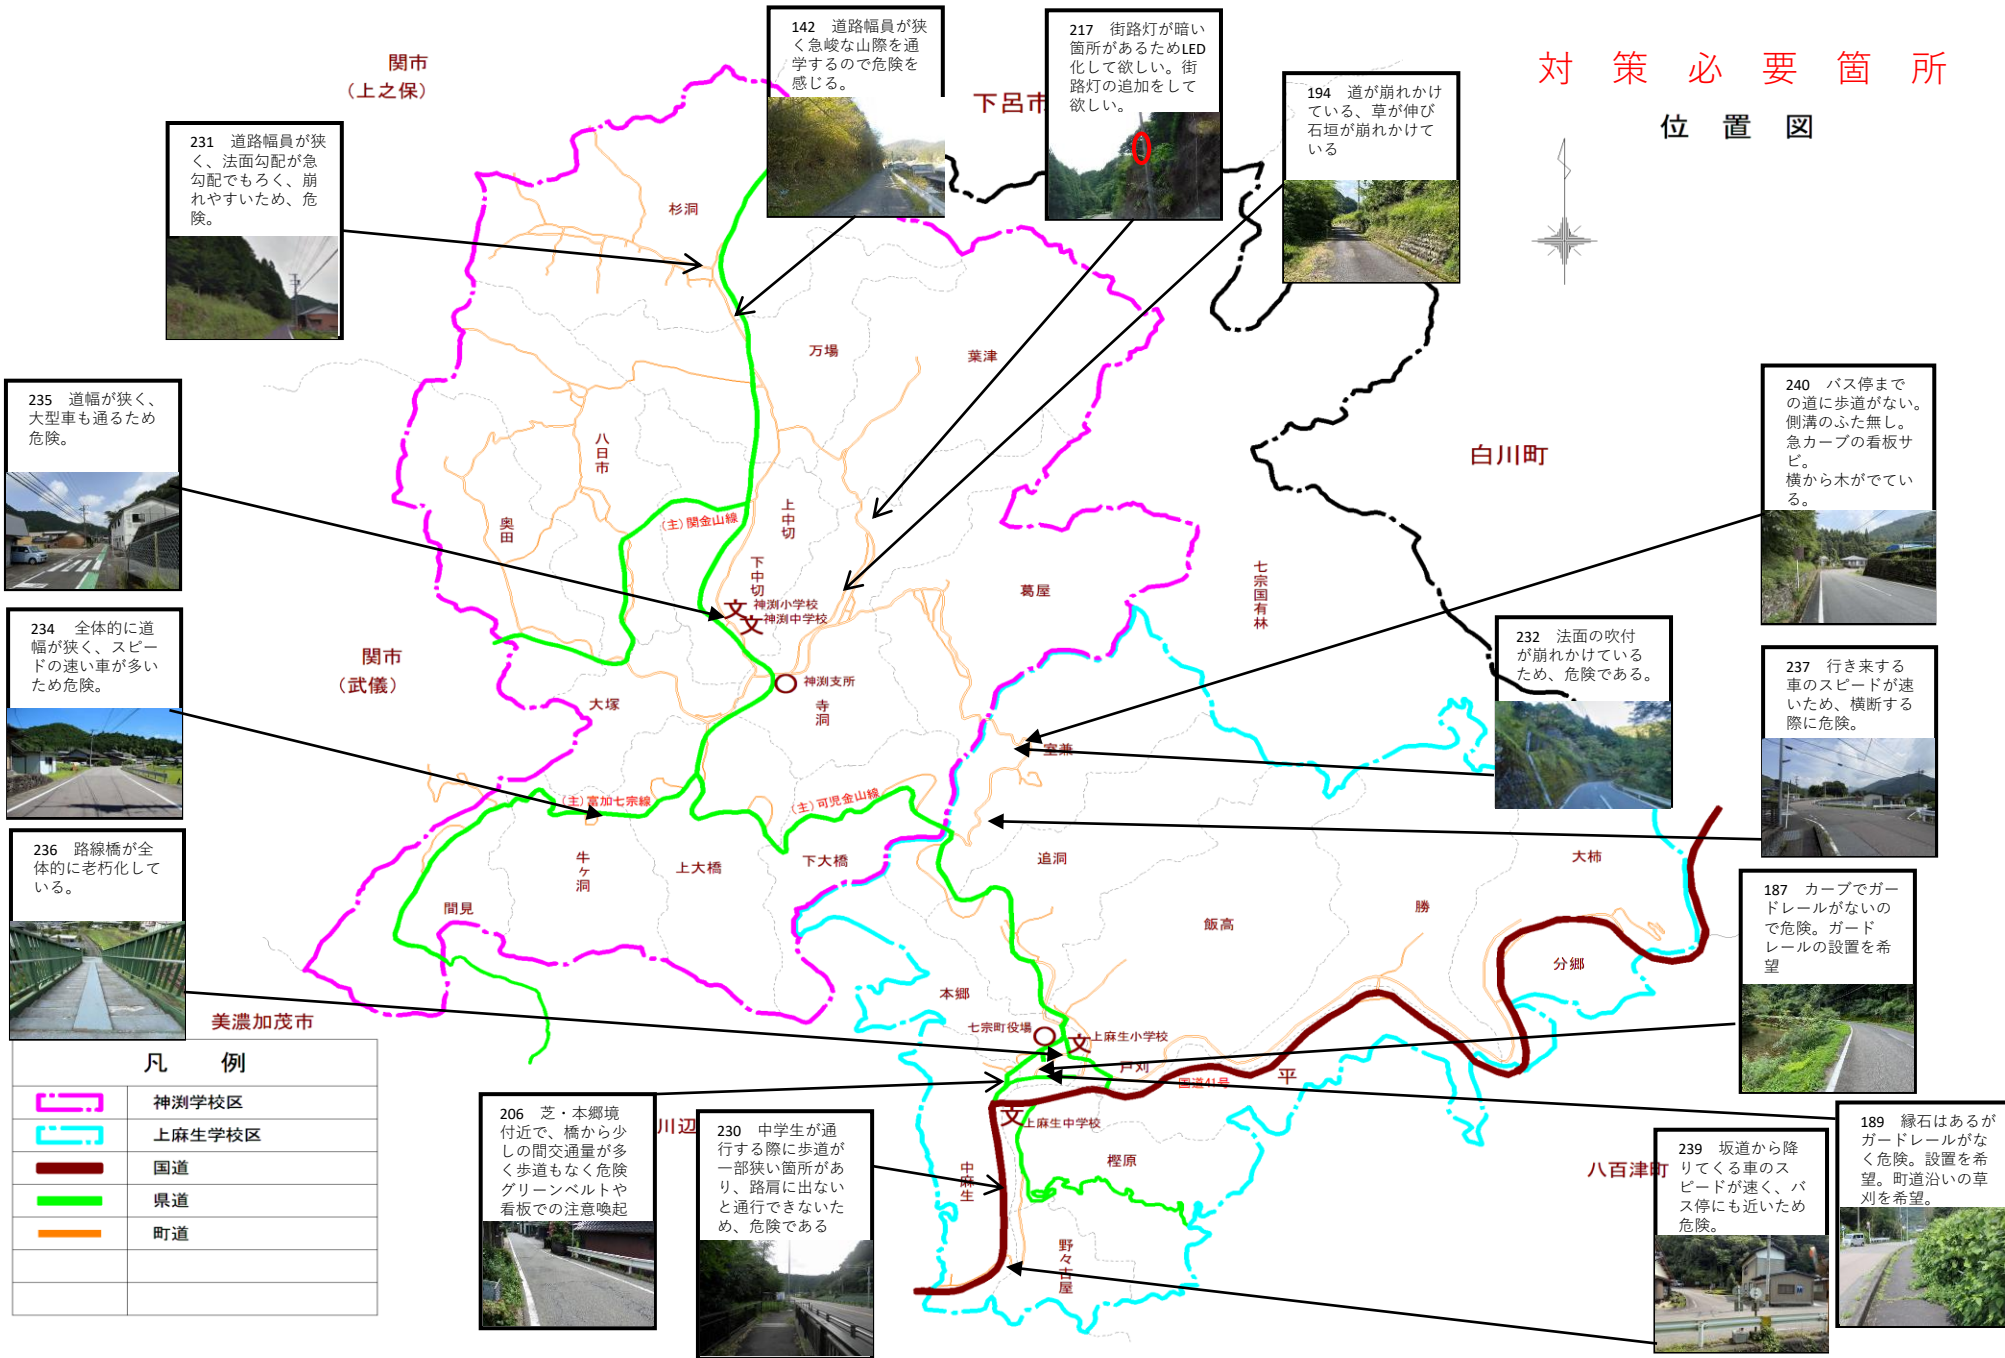 対策必要箇所
位置図
関市
(上之保)
下呂市
142 道路幅員が狭
く急峻な山際を通
学するので危険を
感じる。
217 街路灯が暗い
箇所があるためLED
化して欲しい。街
路灯の追加をして
欲しい。
194 道が崩れかけ
ている、草が伸び
石垣が崩れかけて
いる
231 道路幅員が狭
く、法面勾配が急
勾配でもろく、崩
れやすいため、危
険。
杉洞
万場
葉津
235 道幅が狭く、
大型車も通るため
危険。
八日市
奥田
(主)関金山線
上中切
下中切
神渕小学校
神渕中学校
葛屋
七宗国有林
白川町
240 バス停まで
の道に歩道がない。
側溝のふた無し。
急カーブの看板サ
ビ。
横から木がでてい
る。
234 全体的に道
幅が狭く、スピー
ドの速い車が多い
ため危険。
関市
(武儀)
神渕支所
寺洞
大塚
室兼
232 法面の吹付
が崩れかけている
ため、危険である。
237 行き来する
車のスピードが速
いため、横断する
際に危険。
(主)富加七宗線
(主)可児金山線
236 路線橋が全
体的に老朽化して
いる。
牛ヶ洞
上大橋
下大橋
追洞
間見
飯高
勝
大柿
分郷
187 カーブでガー
ドレールがないの
で危険。ガード
レールの設置を希
望
美濃加茂市
本郷
七宗町役場
上麻生小学校
戸刈
国道41号
平
凡例
神渕学校区
上麻生学校区
国道
県道
町道
206 芝・本郷境
付近で、橋から少
しの間交通量が多
く歩道もなく危険
グリーンベルトや
看板での注意喚起
川辺
230 中学生が通
行する際に歩道が
一部狭い箇所があ
り、路肩に出ない
と通行できないた
め、危険である
上麻生中学校
中麻生
樫原
野々古屋
八百津町
239 坂道から降
りてくる車のス
ピードが速く、バ
ス停にも近いため
危険。
189 縁石はあるが
ガードレールがな
く危険。設置を希
望。町道沿いの草
刈を希望。